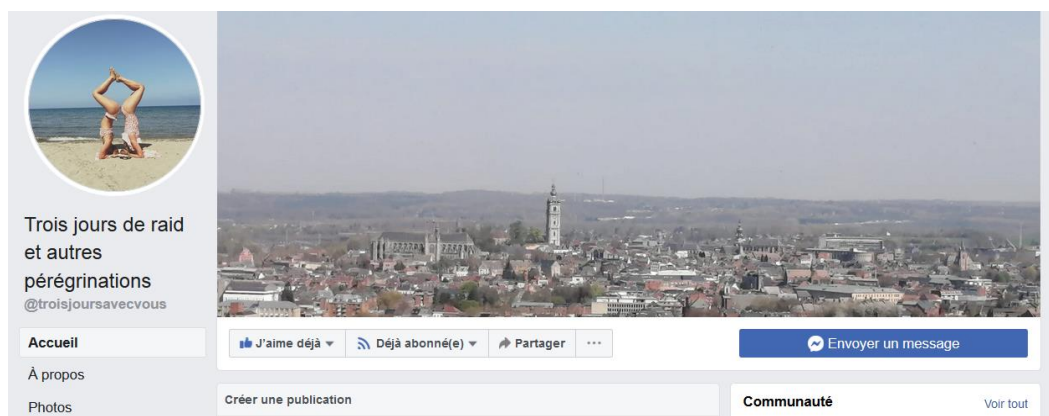 Trois jours de raid
et autres
pérégrinations
@troisjoursavecvous
Accueil
À propos
Photos
J'aime déjà
Déjà abonné(e)
Partager
...
Envoyer un message
Créer une publication
Communauté
Voir tout